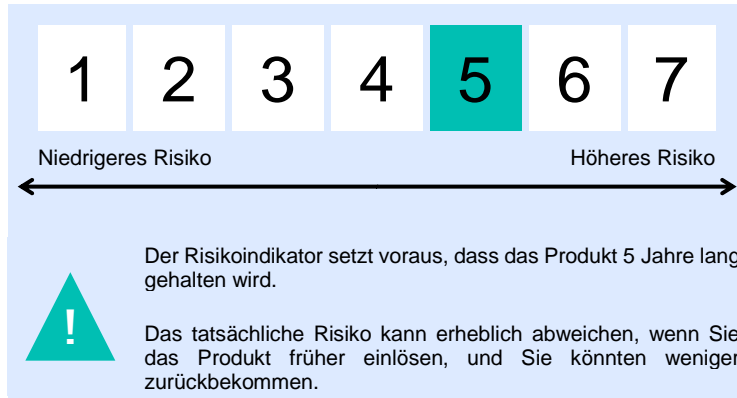 1 2 3 4 5 6 7
Niedrigeres Risiko Höheres Risiko
Der Risikoindikator setzt voraus, dass das Produkt 5 Jahre lang
gehalten wird.
!
Das tatsächliche Risiko kann erheblich abweichen, wenn Sie
das Produkt früher einlösen, und Sie könnten weniger
zurückbekommen.